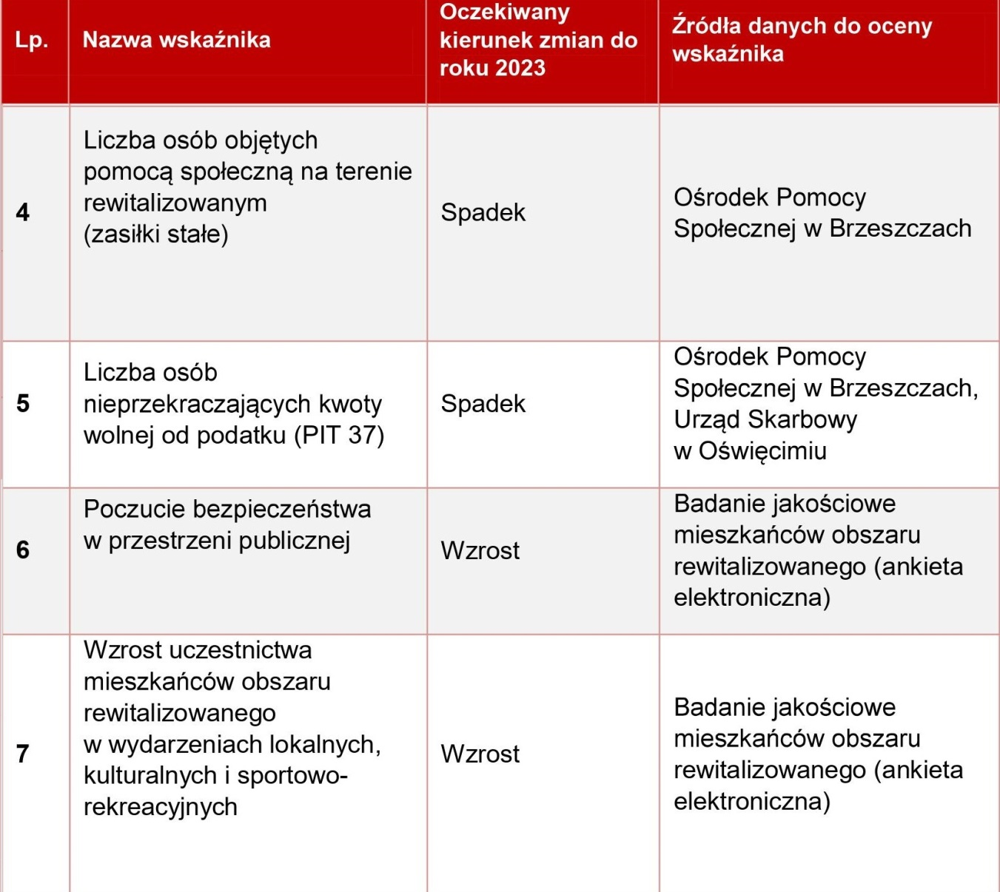 Lp.
Nazwa wskaźnika
Oczekiwany
kierunek zmian do
roku 2023
Źródła danych do oceny
wskaźnika
4
Liczba osób objętych
pomocą społeczną na terenie
rewitalizowanym
(zasiłki stałe)
Spadek
Ośrodek Pomocy
Społecznej w Brzeszczach
5
Liczba osób
nieprzekraczających kwoty
wolnej od podatku (PIT 37)
Spadek
Ośrodek Pomocy
Społecznej w Brzeszczach,
Urząd Skarbowy
w Oświęcimiu
6
Poczucie bezpieczeństwa
w przestrzeni publicznej
Wzrost
Badanie jakościowe
mieszkańców obszaru
rewitalizowanego (ankieta
elektroniczna)
7
Wzrost uczestnictwa
mieszkańców obszaru
rewitalizowanego
w wydarzeniach lokalnych,
kulturalnych i sportowo-
rekreacyjnych
Wzrost
Badanie jakościowe
mieszkańców obszaru
rewitalizowanego (ankieta
elektroniczna)